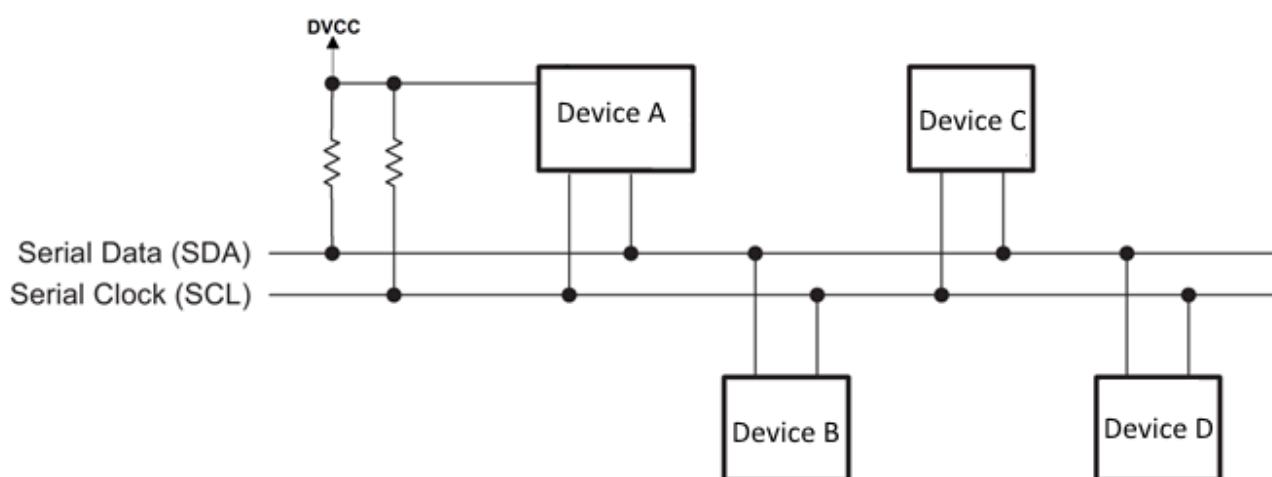 DVCC
Device A
Device C
Serial Data (SDA)
Serial Clock (SCL)
Device B
Device D